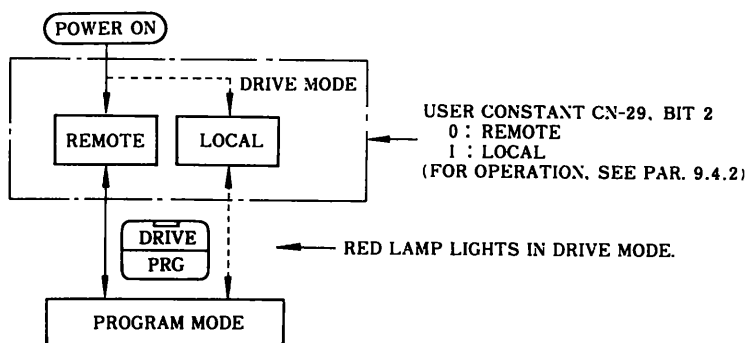 POWER ON
DRIVE MODE
REMOTE
LOCAL
USER CONSTANT CN-29, BIT 2
0 : REMOTE
1 : LOCAL
(FOR OPERATION, SEE PAR. 9.4.2)
DRIVE
PRG
RED LAMP LIGHTS IN DRIVE MODE.
PROGRAM MODE